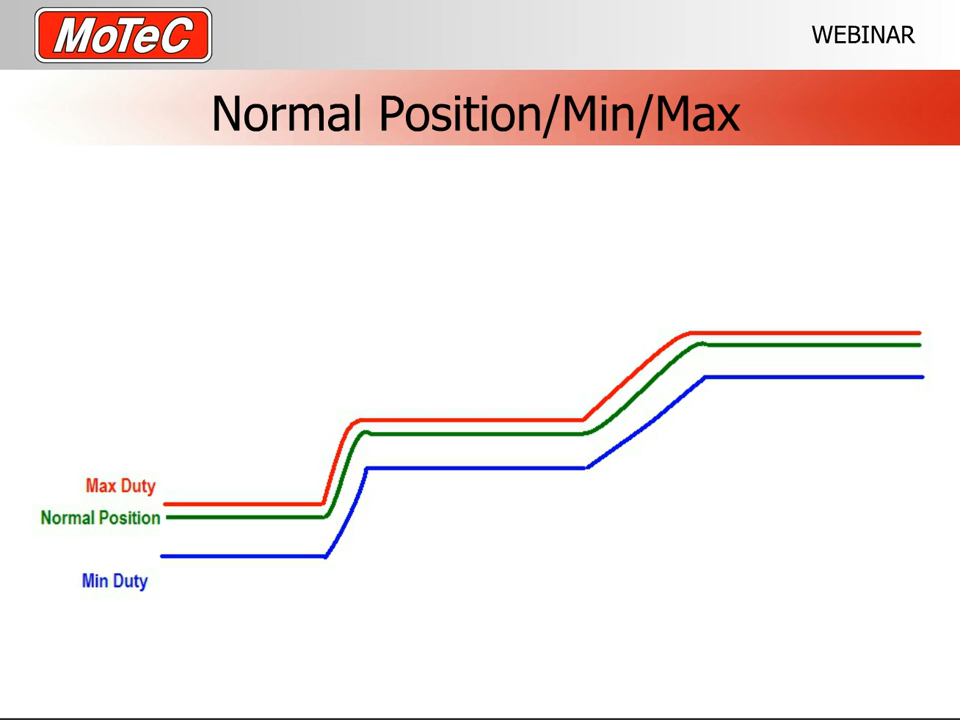 MoTeC
WEBINAR
Normal Position/Min/Max
Max Duty
Normal Position
Min Duty